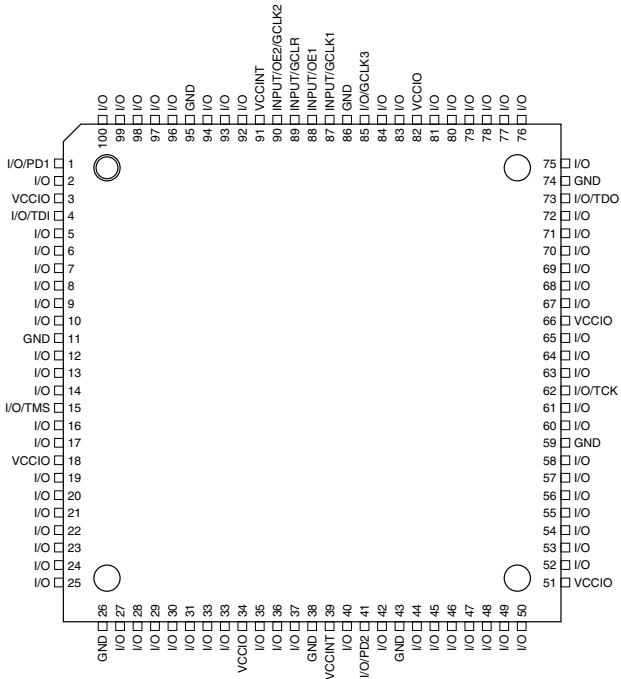 I/O 100
I/O 99
I/O 98
I/O 97
I/O 96
GND 95
I/O 94
I/O 93
I/O 92
VCCINT 91
INPUT/OE2/GCLK2 90
INPUT/GCLR 89
INPUT/OE1 88
INPUT/GCLK1 87
GND 86
I/O/GCLK3 85
I/O 84
I/O 83
VCCIO 82
I/O 81
I/O 80
I/O 79
I/O 78
I/O 77
I/O 76
I/O/PD1 1
I/O 2
VCCIO 3
I/O/TDI 4
I/O 5
I/O 6
I/O 7
I/O 8
I/O 9
I/O 10
GND 11
I/O 12
I/O 13
I/O 14
I/O/TMS 15
I/O 16
I/O 17
VCCIO 18
I/O 19
I/O 20
I/O 21
I/O 22
I/O 23
I/O 24
I/O 25
75 I/O
74 GND
73 I/O/TDO
72 I/O
71 I/O
70 I/O
69 I/O
68 I/O
67 I/O
66 VCCIO
65 I/O
64 I/O
63 I/O
62 I/O/TCK
61 I/O
60 I/O
59 GND
58 I/O
57 I/O
56 I/O
55 I/O
54 I/O
53 I/O
52 I/O
51 VCCIO
GND 26
I/O 27
I/O 28
I/O 29
I/O 30
I/O 31
I/O 33
I/O 33
VCCIO 34
I/O 35
I/O 36
I/O 37
GND 38
VCCINT 39
I/O 40
I/O/PD2 41
I/O 42
GND 43
I/O 44
I/O 45
I/O 46
I/O 47
I/O 48
I/O 49
I/O 50